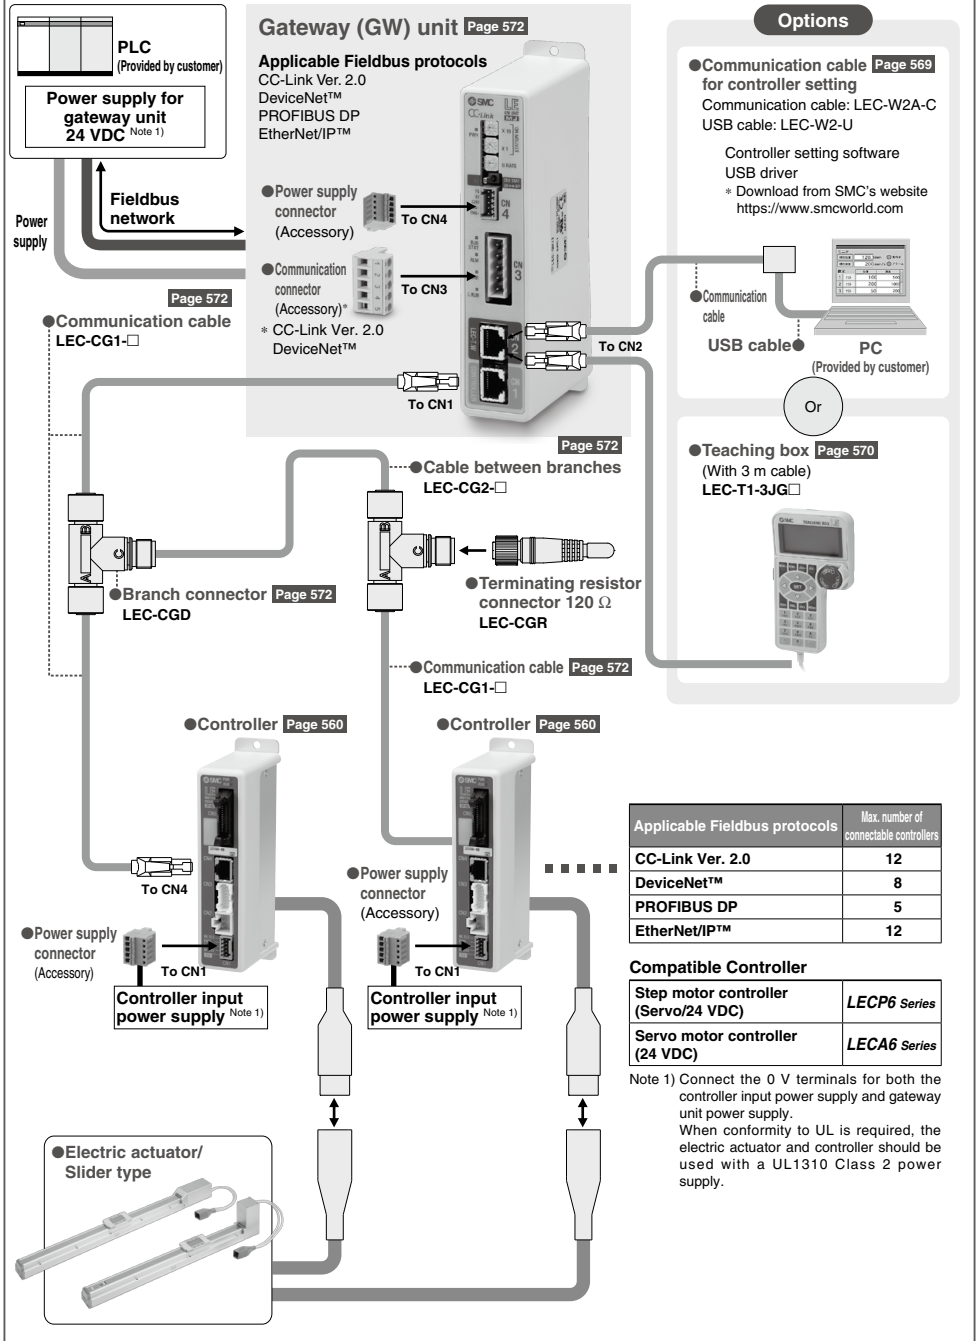 PLC
(Provided by customer)
Power supply for
gateway unit
24 VDC Note 1)
Fieldbus
network
Power
supply
Gateway (GW) unit Page 572
Applicable Fieldbus protocols
CC-Link Ver. 2.0
DeviceNet™
PROFIBUS DP
EtherNet/IP™
●Power supply
connector
(Accessory)
To CN4
●Communication
connector
(Accessory)*
To CN3
* CC-Link Ver. 2.0
DeviceNet™
SMC
CC-Link
CN
4
CN
3
To CN2
To CN1
Options
●Communication cable Page 569
for controller setting
Communication cable: LEC-W2A-C
USB cable: LEC-W2-U
Controller setting software
USB driver
* Download from SMC's website
https://www.smcworld.com
●Communication
cable
USB cable●
PC
(Provided by customer)
Or
●Teaching box Page 570
(With 3 m cable)
LEC-T1-3JG□
SMC
SET
Page 572
●Communication cable
LEC-CG1-□
Page 572
●Cable between branches
LEC-CG2-□
A B C
A B C
●Branch connector Page 572
LEC-CGD
●Terminating resistor
connector 120 Ω
LEC-CGR
●Communication cable Page 572
LEC-CG1-□
●Controller Page 560
●Controller Page 560
SMC
SMC
To CN4
●Power supply
connector
(Accessory)
To CN1
Controller input
power supply Note 1)
●Power supply
connector
(Accessory)
To CN1
Controller input
power supply Note 1)
Applicable Fieldbus protocols Max. number of connectable controllers
CC-Link Ver. 2.0 12
DeviceNet™ 8
PROFIBUS DP 5
EtherNet/IP™ 12
Compatible Controller
Step motor controller
(Servo/24 VDC) LECP6 Series
Servo motor controller
(24 VDC) LECA6 Series
Note 1) Connect the 0 V terminals for both the
controller input power supply and gateway
unit power supply.
When conformity to UL is required, the
electric actuator and controller should be
used with a UL1310 Class 2 power
supply.
●Electric actuator/
Slider type